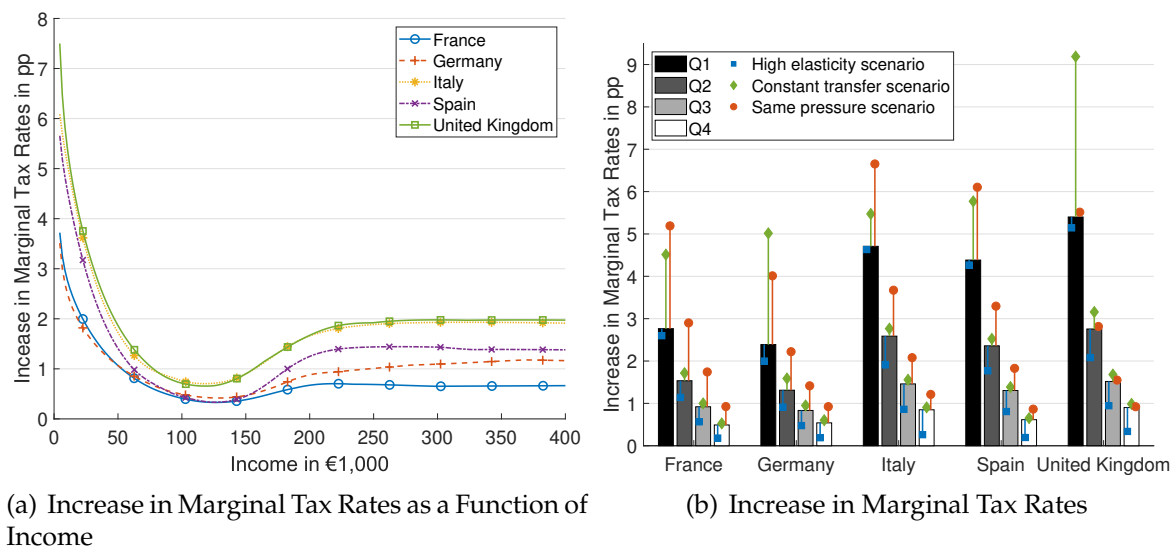 Increase in Marginal Tax Rates in pp
8
7
6
5
4
3
2
1
0
0
50
100
150
200
250
300
350
400
Income in €1,000
France
Germany
Italy
Spain
United Kingdom
(a) Increase in Marginal Tax Rates as a Function of
Income
Increase in Marginal Tax Rates in pp
9
8
7
6
5
4
3
2
1
0
Q1
Q2
Q3
Q4
High elasticity scenario
Constant transfer scenario
Same pressure scenario
France
Germany
Italy
Spain
United Kingdom
(b) Increase in Marginal Tax Rates